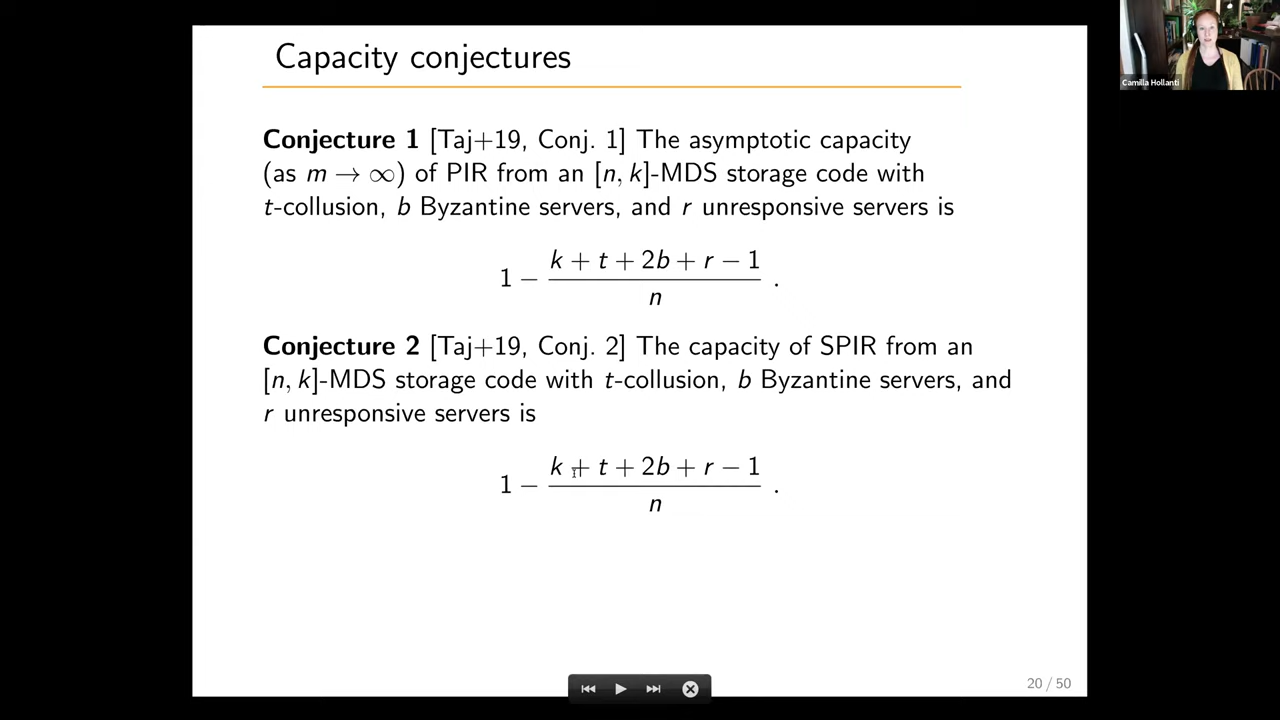 Capacity conjectures
Camilla Hollanti
Conjecture 1 [Taj+19, Conj. 1] The asymptotic capacity
(as m → ∞) of PIR from an [n, k]-MDS storage code with
t-collusion, b Byzantine servers, and r unresponsive servers is
1 − (k + t + 2b + r − 1)/n .
Conjecture 2 [Taj+19, Conj. 2] The capacity of SPIR from an
[n, k]-MDS storage code with t-collusion, b Byzantine servers, and
r unresponsive servers is
1 − (k + t + 2b + r − 1)/n .
20 / 50